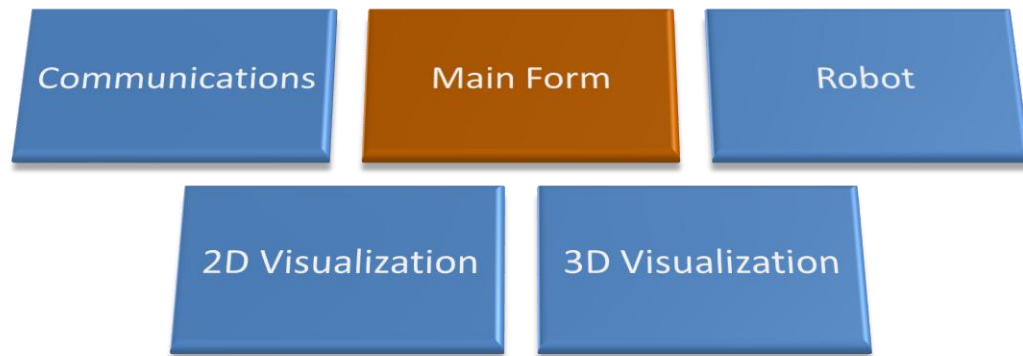 Communications
Main Form
Robot
2D Visualization
3D Visualization